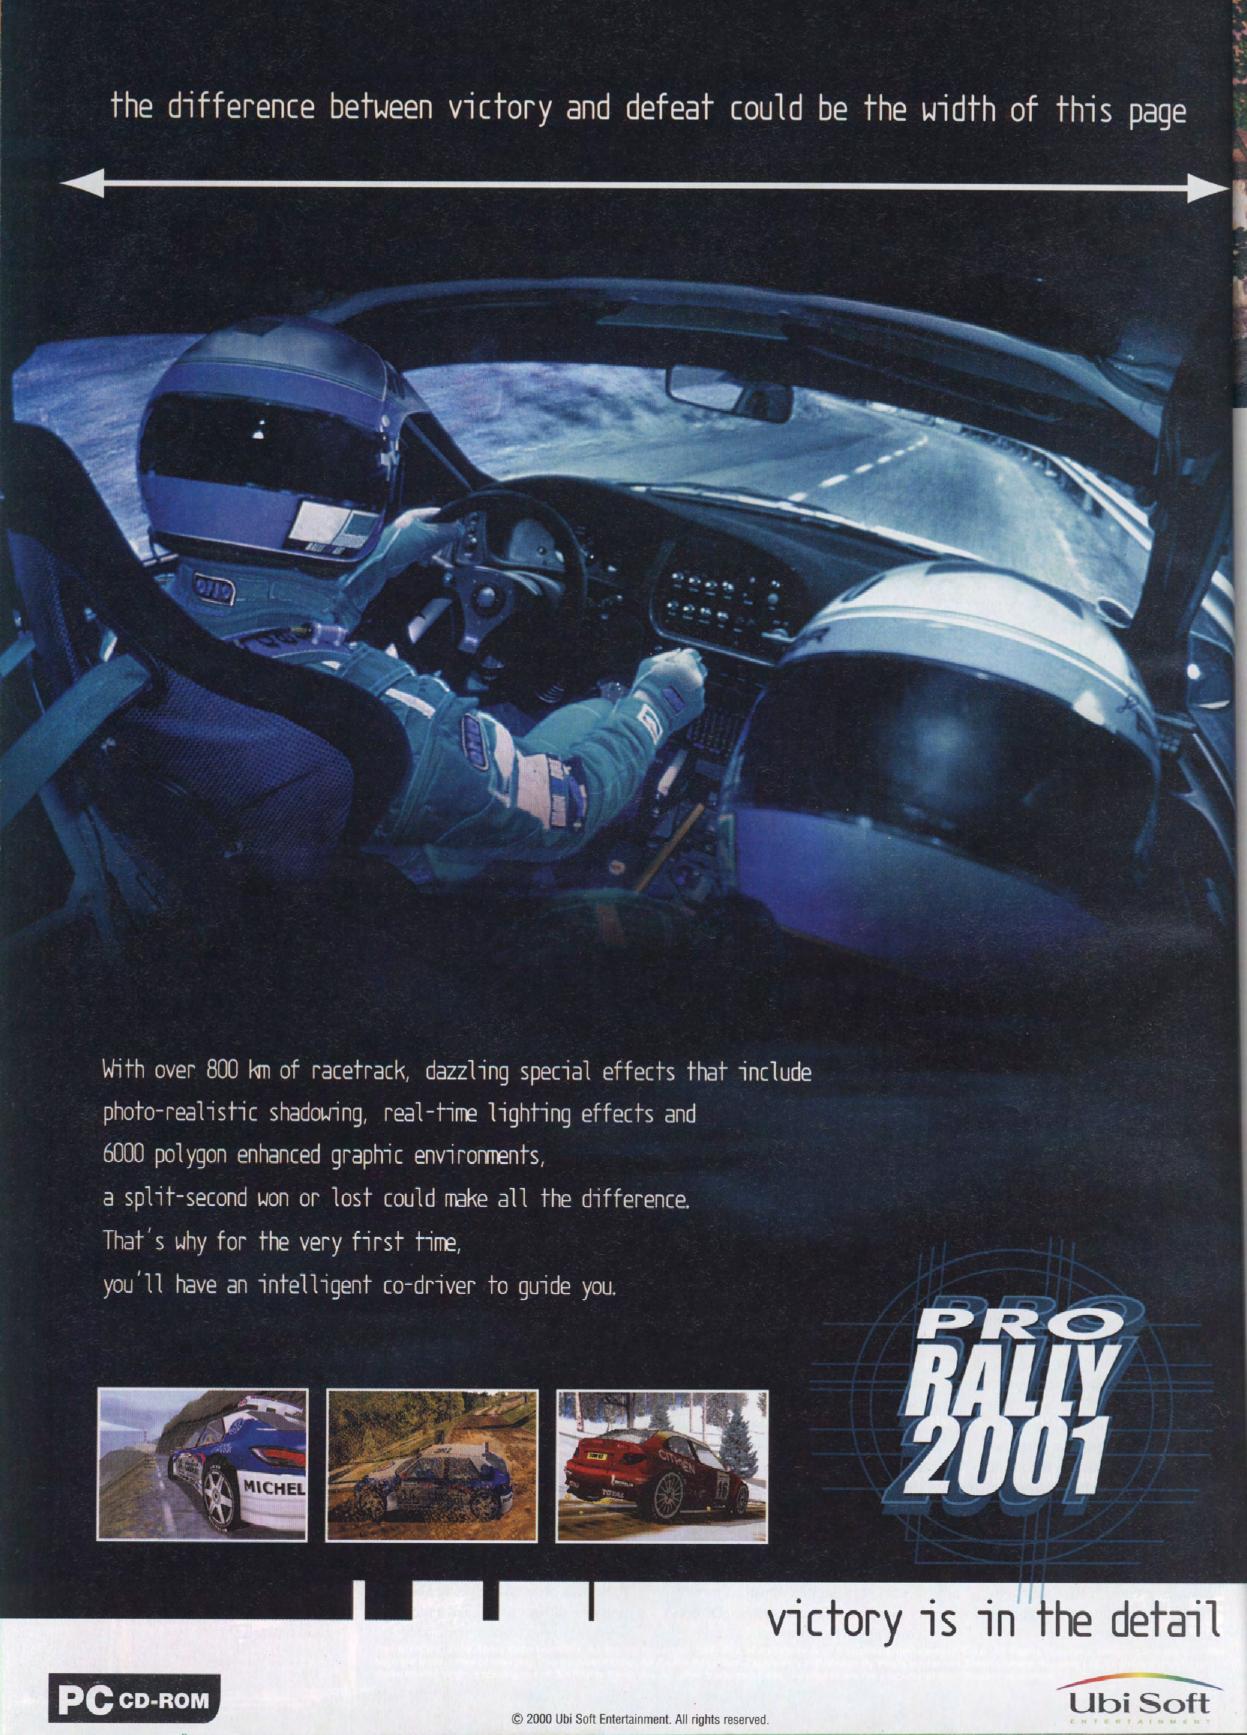 the difference between victory and defeat could be the width of this page
With over 800 km of racetrack, dazzling special effects that include
photo-realistic shadowing, real-time lighting effects and
6000 polygon enhanced graphic environments,
a split-second won or lost could make all the difference.
That's why for the very first time,
you'll have an intelligent co-driver to guide you.
PRO
RALLY
2001
MICHEL
CITROËN
TOTAL
victory is in the detail
PC CD-ROM
© 2000 Ubi Soft Entertainment. All rights reserved.
Ubi Soft
ENTERTAINMENT